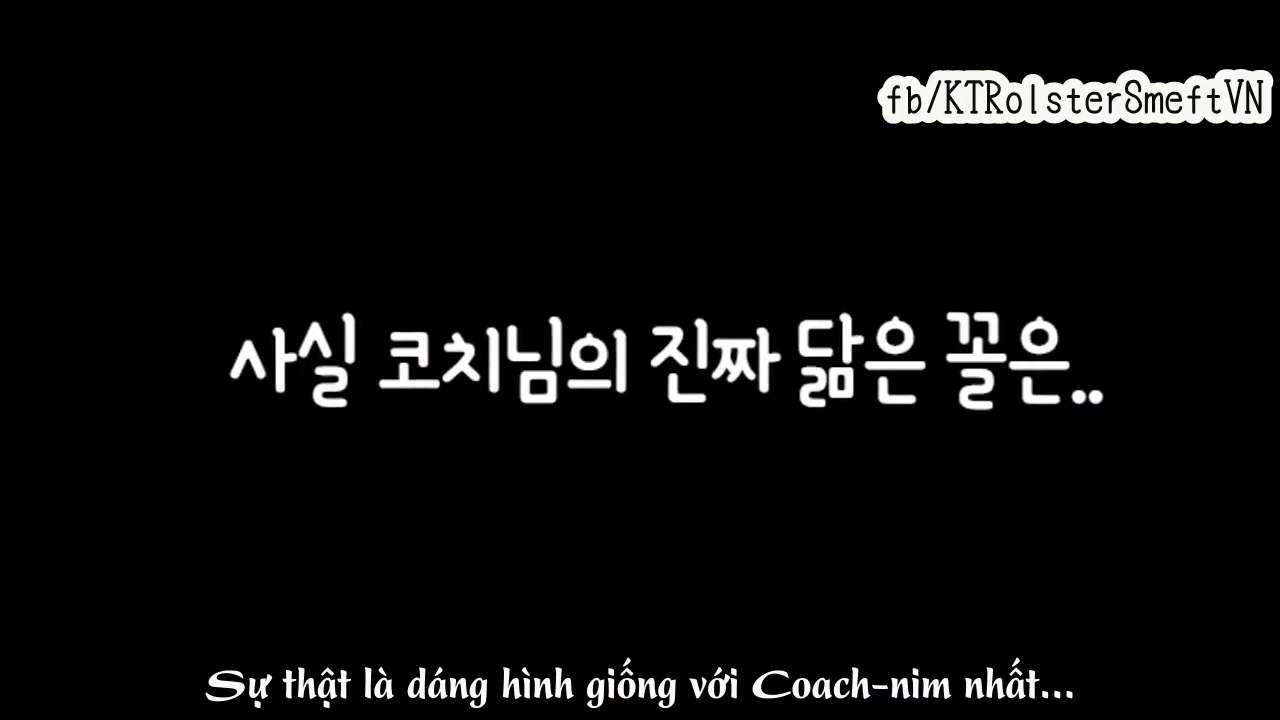 fb/KTRolsterSmeftVN
사실 코치님의 진짜 닮은 꼴은..
Sự thật là dáng hình giống với Coach-nim nhất...